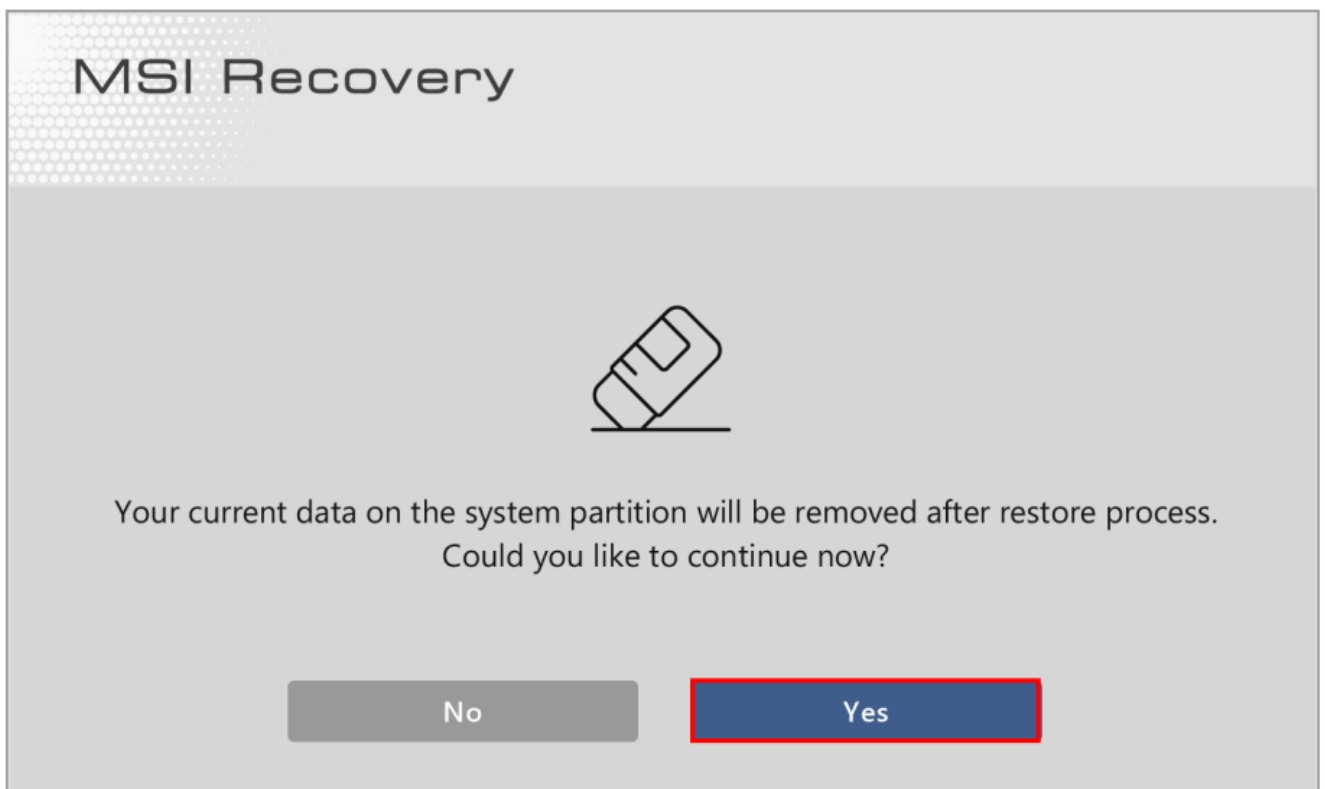 MSI Recovery
Your current data on the system partition will be removed after restore process.
Could you like to continue now?
No
Yes